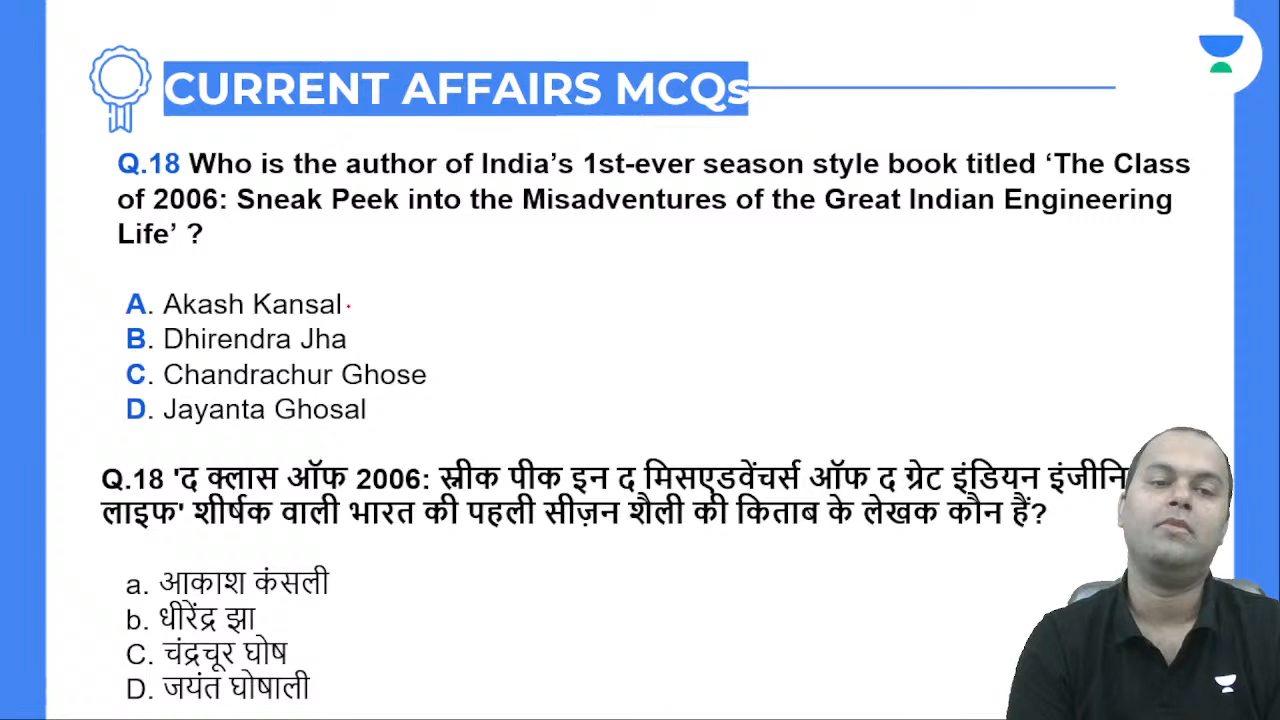 CURRENT AFFAIRS MCQs
Q.18 Who is the author of India's 1st-ever season style book titled ‘The Class
of 2006: Sneak Peek into the Misadventures of the Great Indian Engineering
Life’ ?
A. Akash Kansal
B. Dhirendra Jha
C. Chandrachur Ghose
D. Jayanta Ghosal
Q.18 'द क्लास ऑफ 2006: स्नीक पीक इन द मिसएडवेंचर्स ऑफ द ग्रेट इंडियन इंजीनि
लाइफ' शीर्षक वाली भारत की पहली सीज़न शैली की किताब के लेखक कौन हैं?
a. आकाश कंसली
b. धीरेंद्र झा
C. चंद्रचूर घोष
D. जयंत घोषाली